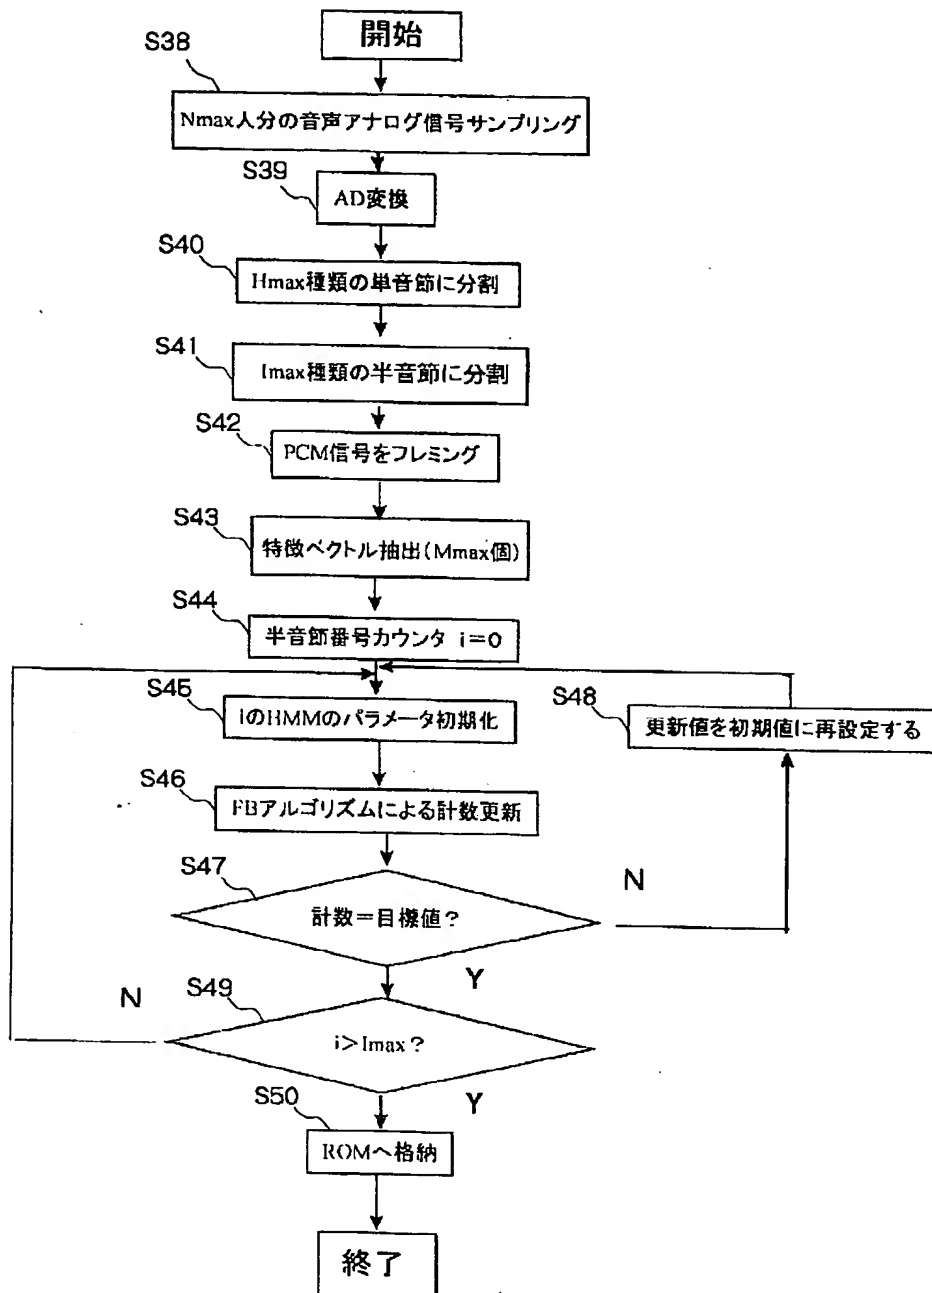 開始
S38
Nmax人分の音声アナログ信号サンプリング
S39
AD変換
S40
Hmax種類の単音節に分割
S41
Imax種類の半音節に分割
S42
PCM信号をフレミング
S43
特徴ベクトル抽出(Mmax個)
S44
半音節番号カウンタ i=0
S45
iのHMMのパラメータ初期化
S48
更新値を初期値に再設定する
S46
FBアルゴリズムによる計数更新
S47
計数=目標値?
N
Y
S49
N
i>Imax?
Y
S50
ROMへ格納
終了